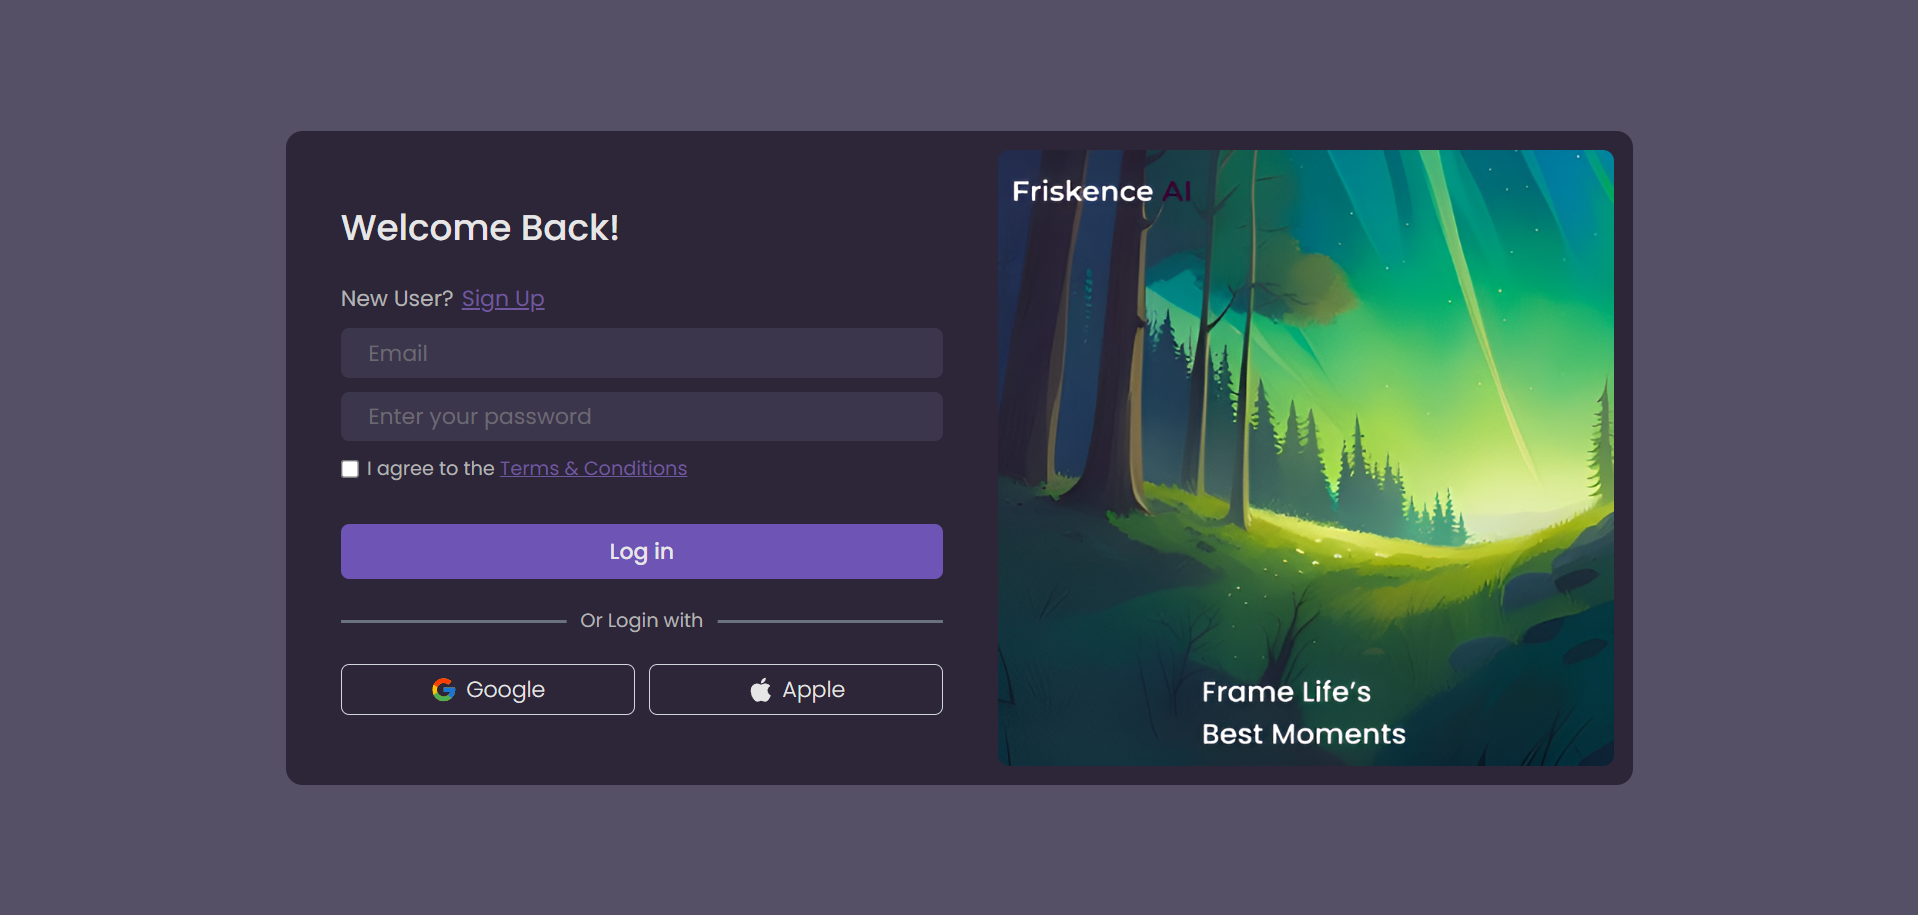 Welcome Back!
New User? Sign Up
Email
Enter your password
I agree to the Terms & Conditions
Log in
Or Login with
Google
Apple
Friskence AI
Frame Life’s
Best Moments